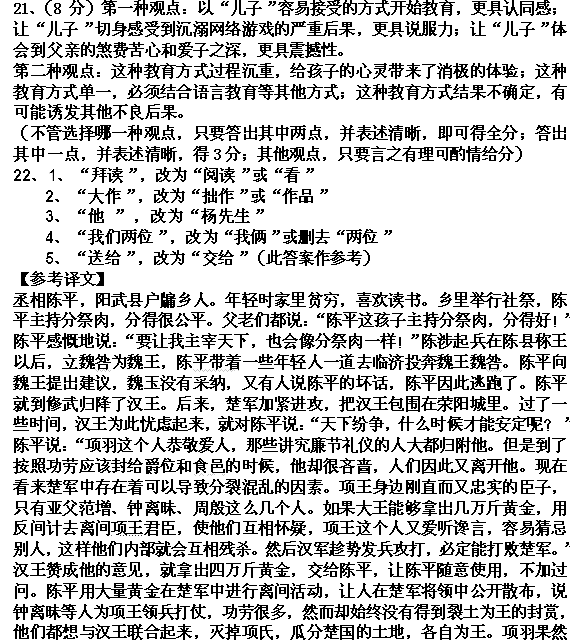 21、（8 分）第一种观点：以“儿子”容易接受的方式开始教育，更具认同感；
让“儿子”切身感受到沉溺网络游戏的严重后果，更具说服力；让“儿子”体
会到父亲的煞费苦心和爱子之深，更具震撼性。
第二种观点：这种教育方式过程沉重，给孩子的心灵带来了消极的体验；这种
教育方式单一，必须结合语言教育等其他方式；这种教育方式结果不确定，有
可能诱发其他不良后果。
（不管选择哪一种观点，只要答出其中两点，并表述清晰，即可得全分；答出
其中一点，并表述清晰，得3分；其他观点，只要言之有理可酌情给分）
22、1、“拜读”，改为“阅读”或“看”
2、“大作”，改为“拙作”或“作品”
3、“他 ”，改为“杨先生”
4、“我们两位”，改为“我俩”或删去“两位”
5、“送给”，改为“交给”（此答案作参考）
【参考译文】
丞相陈平，阳武县户牖乡人。年轻时家里贫穷，喜欢读书。乡里举行社祭，陈
平主持分祭肉，分得很公平。父老们都说：“陈平这孩子主持分祭肉，分得好！”
陈平感慨地说：“要让我主宰天下，也会像分祭肉一样！”陈涉起兵在陈县称王
以后，立魏咎为魏王，陈平带着一些年轻人一道去临济投奔魏王魏咎。陈平向
魏王提出建议，魏玉没有采纳，又有人说陈平的坏话，陈平因此逃跑了。陈平
就到修武归降了汉王。后来，楚军加紧进攻，把汉王包围在荥阳城里。过了一
些时间，汉王为此忧虑起来，就对陈平说：“天下纷争，什么时候才能安定呢？”
陈平说：“项羽这个人恭敬爱人，那些讲究廉节礼仪的人大都归附他。但是到了
按照功劳应该封给爵位和食邑的时候，他却很吝啬，人们因此又离开他。现在
看来楚军中存在着可以导致分裂混乱的因素。项王身边刚直而又忠实的臣子，
只有亚父范增、钟离昧、周殷这么几个人。如果大王能够拿出几万斤黄金，用
反间计去离间项王君臣，使他们互相怀疑，项王这个人又爱听谗言，容易猜忌
别人，这样他们内部就会互相残杀。然后汉军趁势发兵攻打，必定能打败楚军。”
汉王赞成他的意见，就拿出四万斤黄金，交给陈平，让陈平随意使用，不加过
问。陈平用大量黄金在楚军中进行离间活动，让人在楚军将领中公开散布，说
钟离昧等人为项王领兵打仗，功劳很多，然而却始终没有得到裂土为王的封赏，
他们都想与汉王联合起来，灭掉项氏，瓜分楚国的土地，各自为王。项羽果然